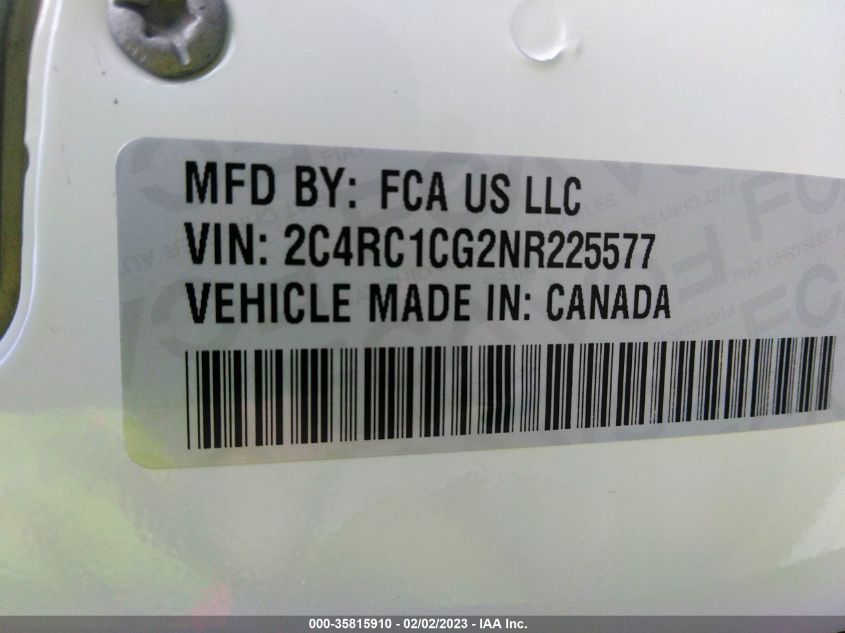 MFD BY: FCA US LLC
VIN: 2C4RC1CG2NR225577
VEHICLE MADE IN: CANADA
000-35815910 - 02/02/2023 - IAA Inc.